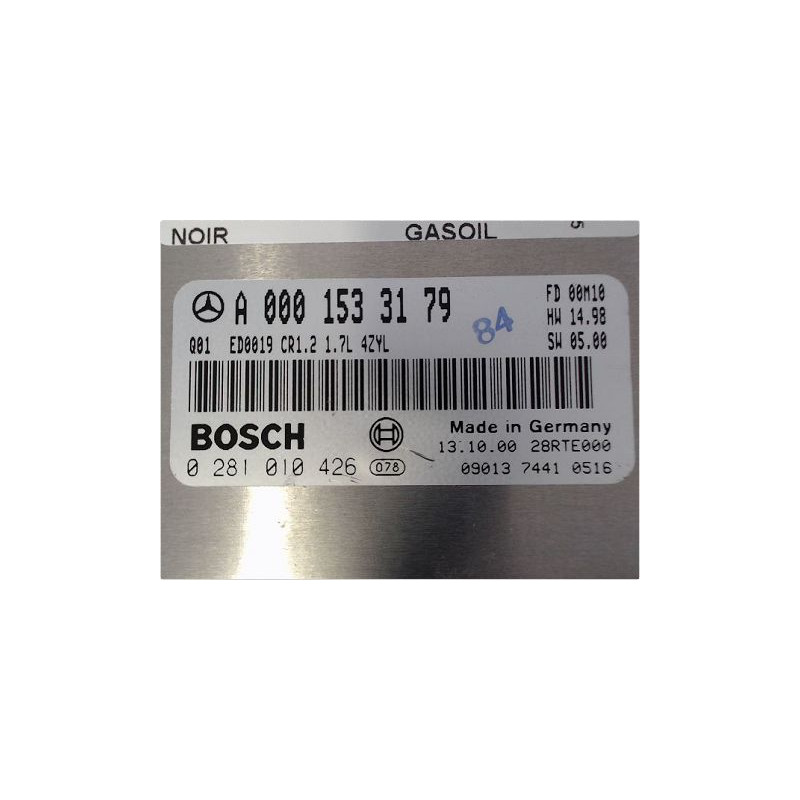 NOIR GASOIL 5
A 000 153 31 79 FD 00M10
84 HW 14.98
Q01 ED0019 CR1.2 1.7L 4ZYL SW 05.00
BOSCH Made in Germany
13.10.00 28RTE000
0 281 010 426 078 09013 7441 0516